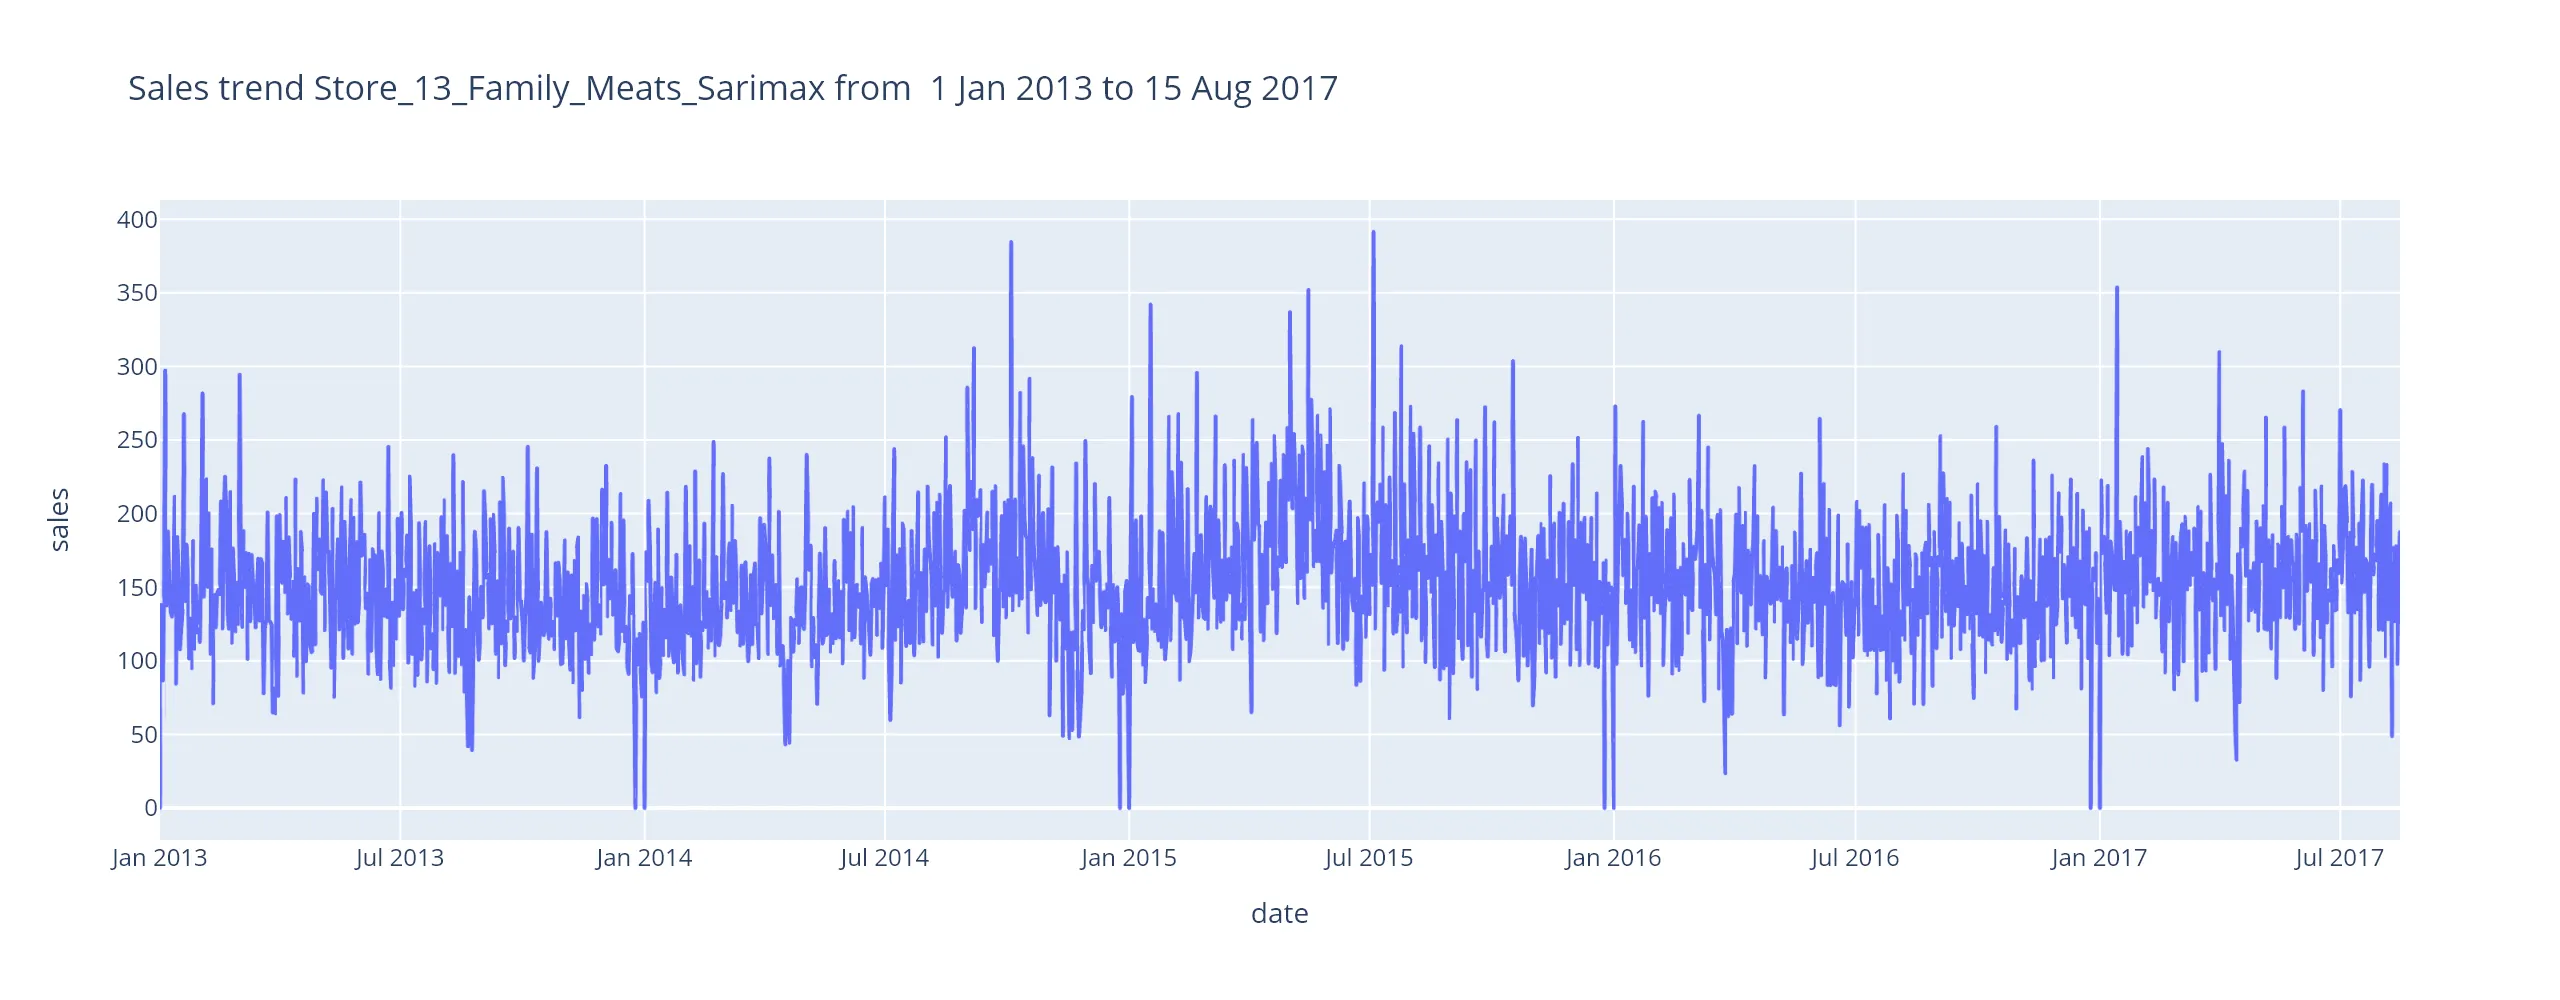 Sales trend Store_13_Family_Meats_Sarimax from  1 Jan 2013 to 15 Aug 2017
400
350
300
250
200
150
100
50
0
sales
Jan 2013
Jul 2013
Jan 2014
Jul 2014
Jan 2015
Jul 2015
Jan 2016
Jul 2016
Jan 2017
Jul 2017
date